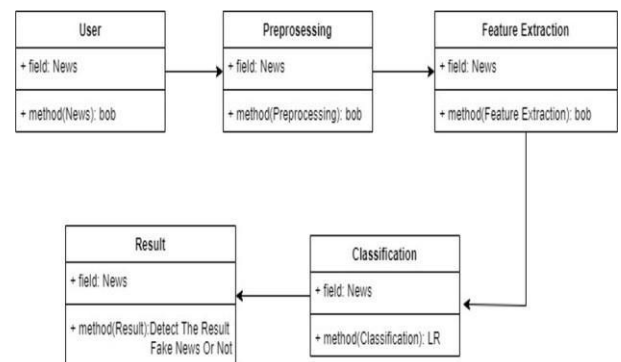 User
+ field: News
+ method(News): bob
Preprosessing
+ field: News
+ method(Preprocessing): bob
Feature Extraction
+ field: News
+ method(Feature Extraction): bob
Result
+ field: News
+ method(Result):Detect The Result
Fake News Or Not
Classification
+ field: News
+ method(Classification): LR